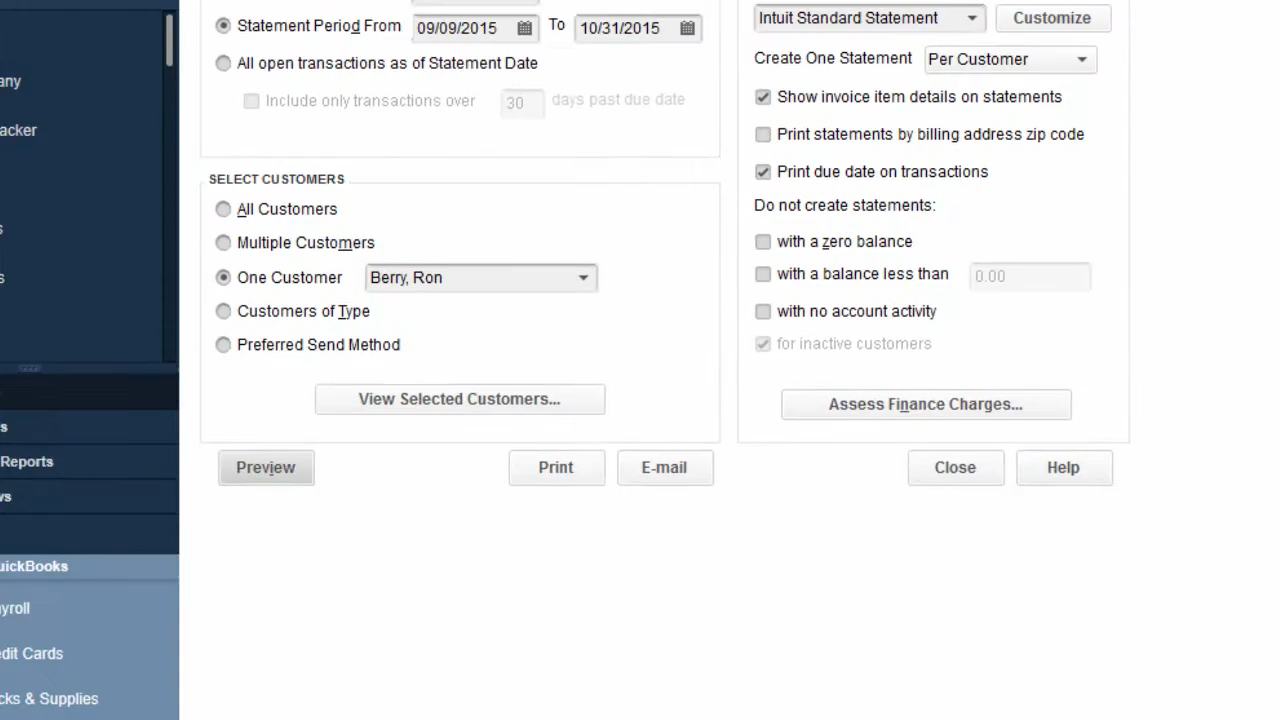 any
acker
s
s
s
Reports
ws
uickBooks
ayroll
edit Cards
cks & Supplies
Statement Period From 09/09/2015 To 10/31/2015
All open transactions as of Statement Date
Include only transactions over 30 days past due date
SELECT CUSTOMERS
All Customers
Multiple Customers
One Customer Berry, Ron
Customers of Type
Preferred Send Method
View Selected Customers...
Intuit Standard Statement Customize
Create One Statement Per Customer
Show invoice item details on statements
Print statements by billing address zip code
Print due date on transactions
Do not create statements:
with a zero balance
with a balance less than 0.00
with no account activity
for inactive customers
Assess Finance Charges...
Preview Print E-mail Close Help